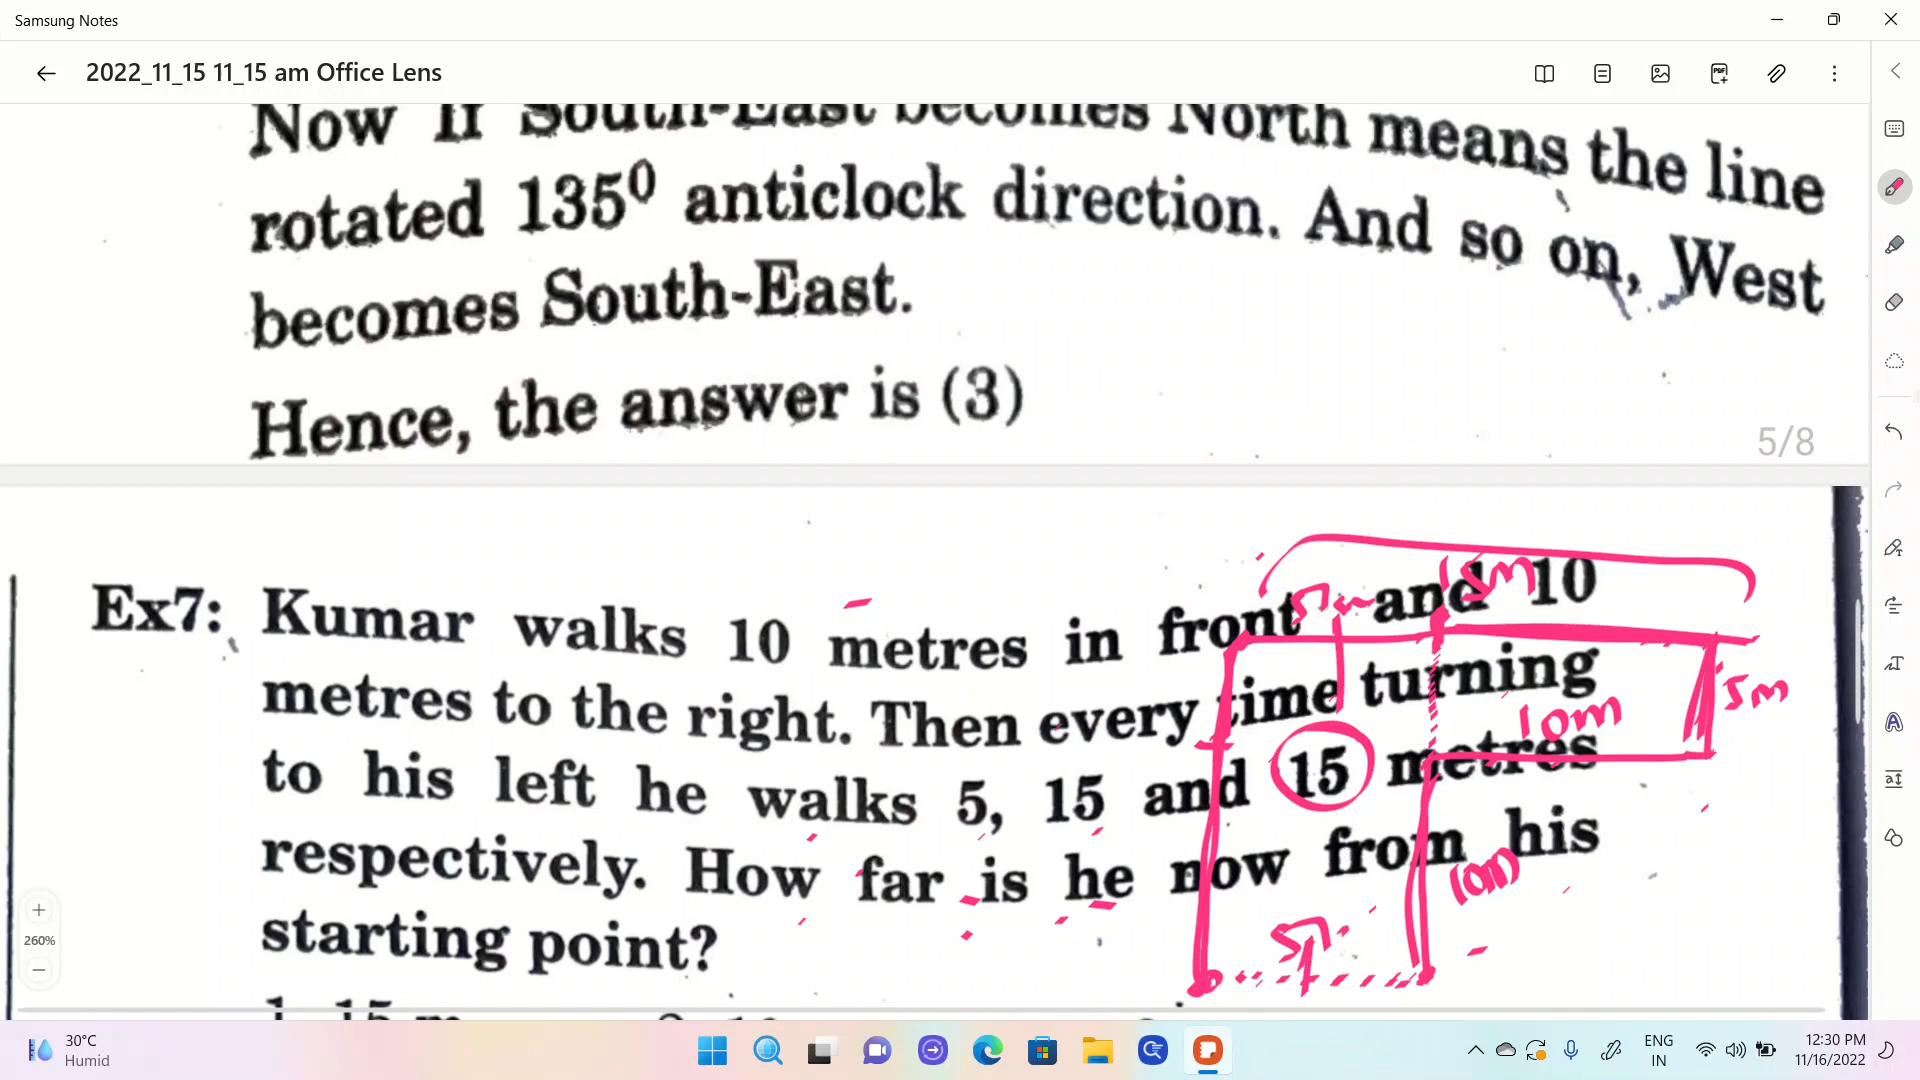 Samsung Notes
2022_11_15 11_15 am Office Lens
Now If South-East becomes North means the line
rotated 135⁰ anticlock direction. And so on, West
becomes South-East.
Hence, the answer is (3)
5/8
Ex7: Kumar walks 10 metres in front and 10
metres to the right. Then every time turning
to his left he walks 5, 15 and 15 metres
respectively. How far is he now from his
starting point?
5m
15m
5m
10m
10m
5
260%
PDF
30°C
Humid
ENG
IN
12:30 PM
11/16/2022